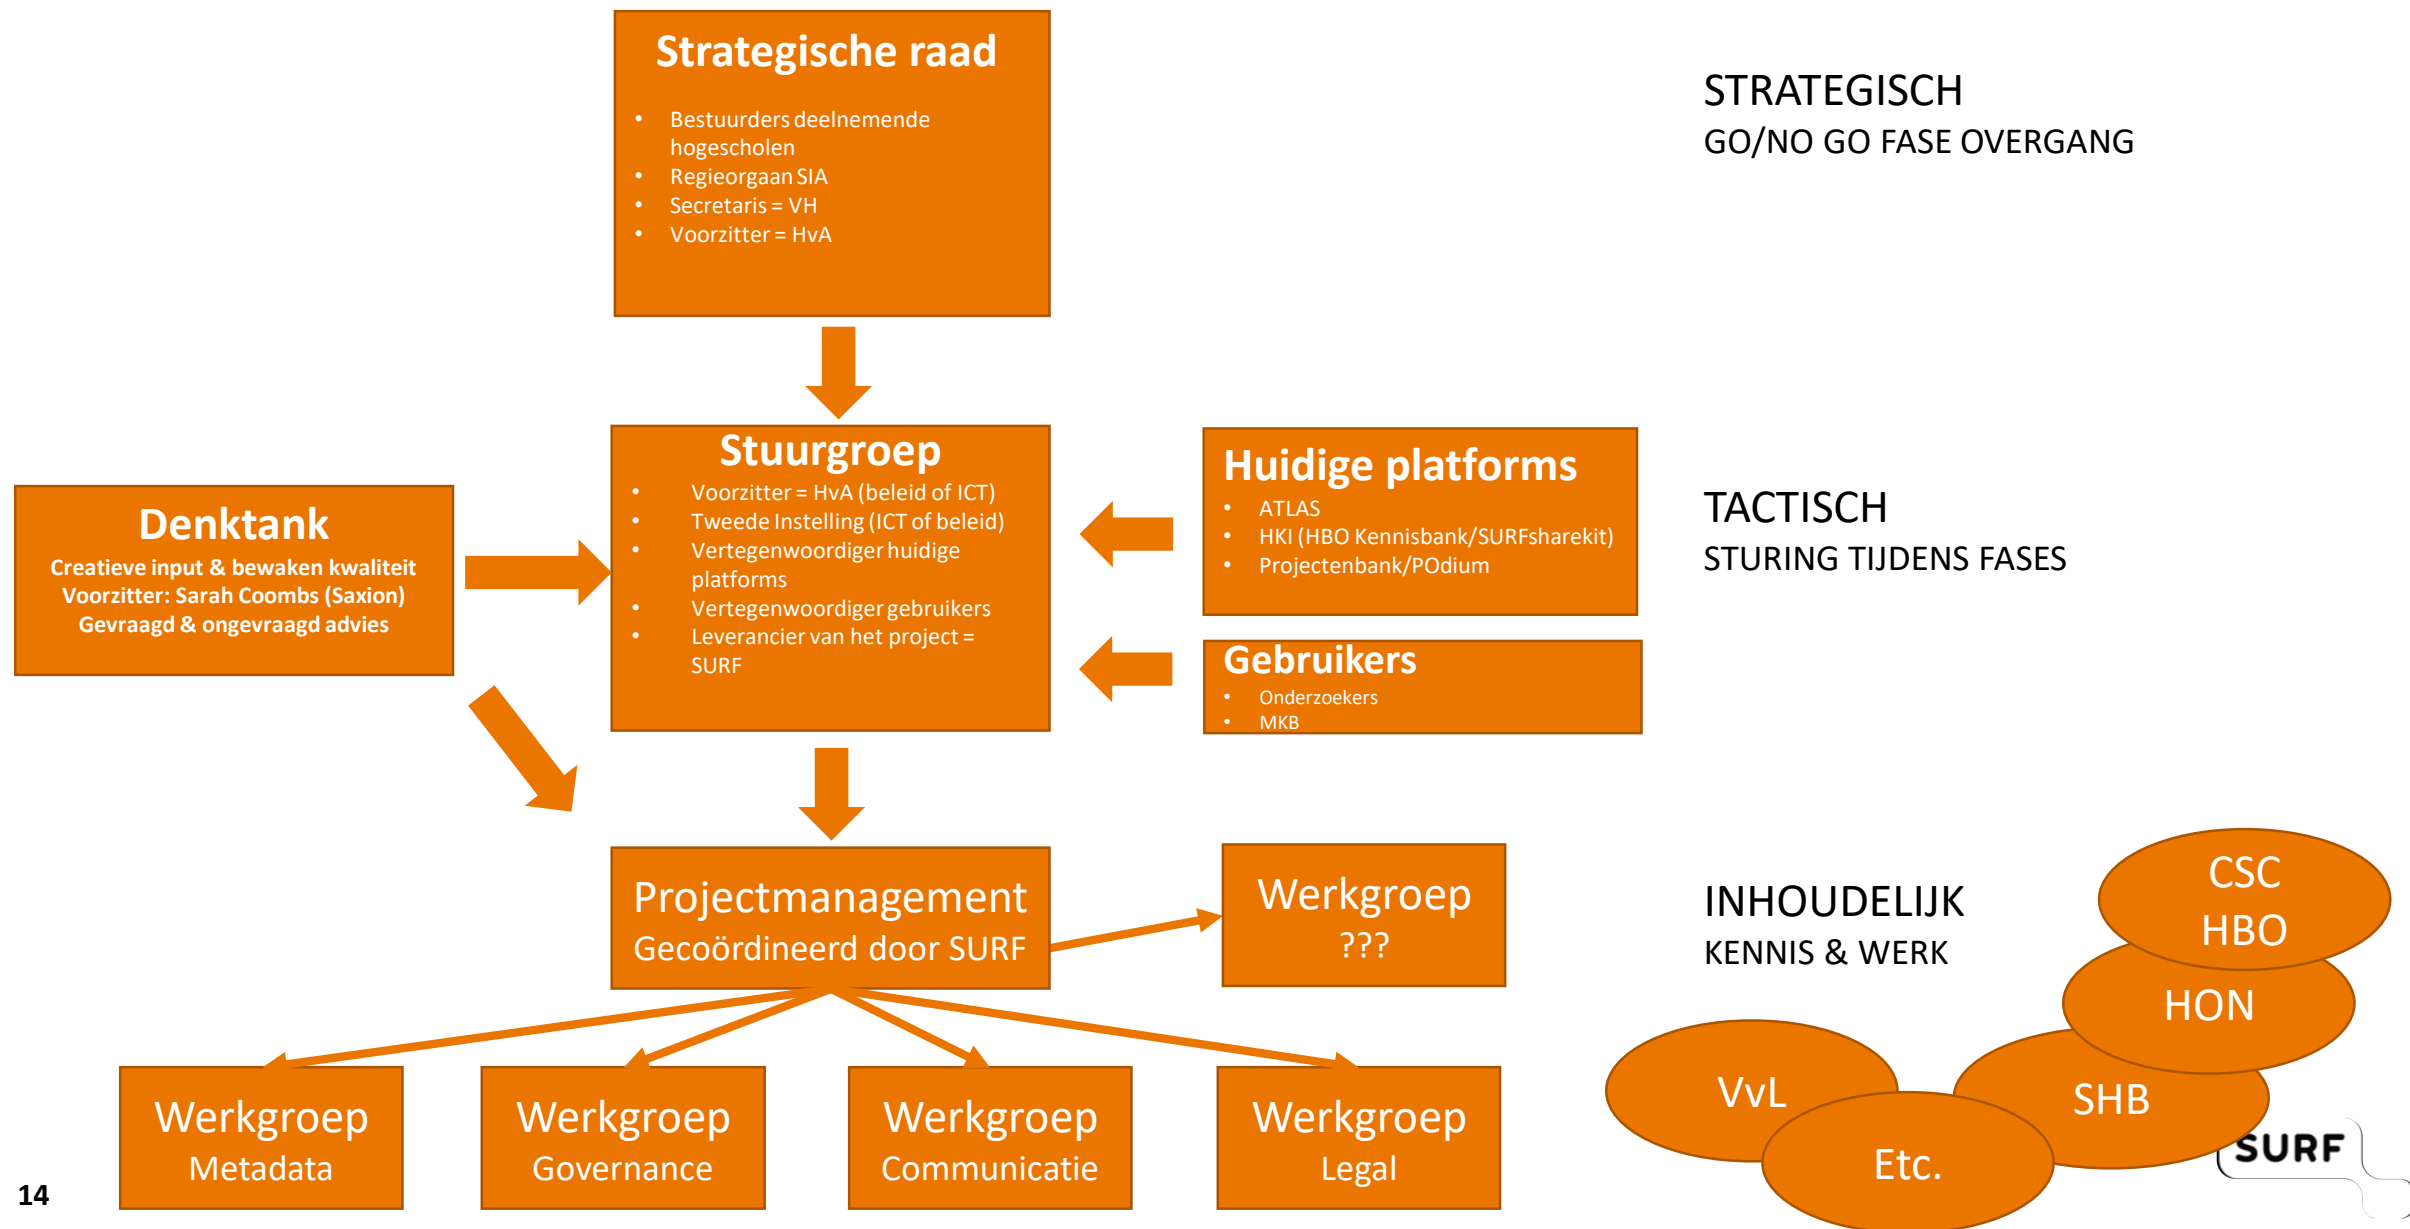 Strategische raad
• Bestuurders deelnemende
hogescholen
• Regieorgaan SIA
• Secretaris = VH
• Voorzitter = HvA
STRATEGISCH
GO/NO GO FASE OVERGANG
Denktank
Creatieve input & bewaken kwaliteit
Voorzitter: Sarah Coombs (Saxion)
Gevraagd & ongevraagd advies
Stuurgroep
• Voorzitter = HvA (beleid of ICT)
• Tweede Instelling (ICT of beleid)
• Vertegenwoordiger huidige
platforms
• Vertegenwoordiger gebruikers
• Leverancier van het project =
SURF
Huidige platforms
• ATLAS
• HKI (HBO Kennisbank/SURFsharekit)
• Projectenbank/POdium
Gebruikers
• Onderzoekers
• MKB
TACTISCH
STURING TIJDENS FASES
Projectmanagement
Gecoördineerd door SURF
Werkgroep
???
INHOUDELIJK
KENNIS & WERK
CSC
HBO
HON
VvL
SHB
Etc.
Werkgroep
Metadata
Werkgroep
Governance
Werkgroep
Communicatie
Werkgroep
Legal
SURF
14